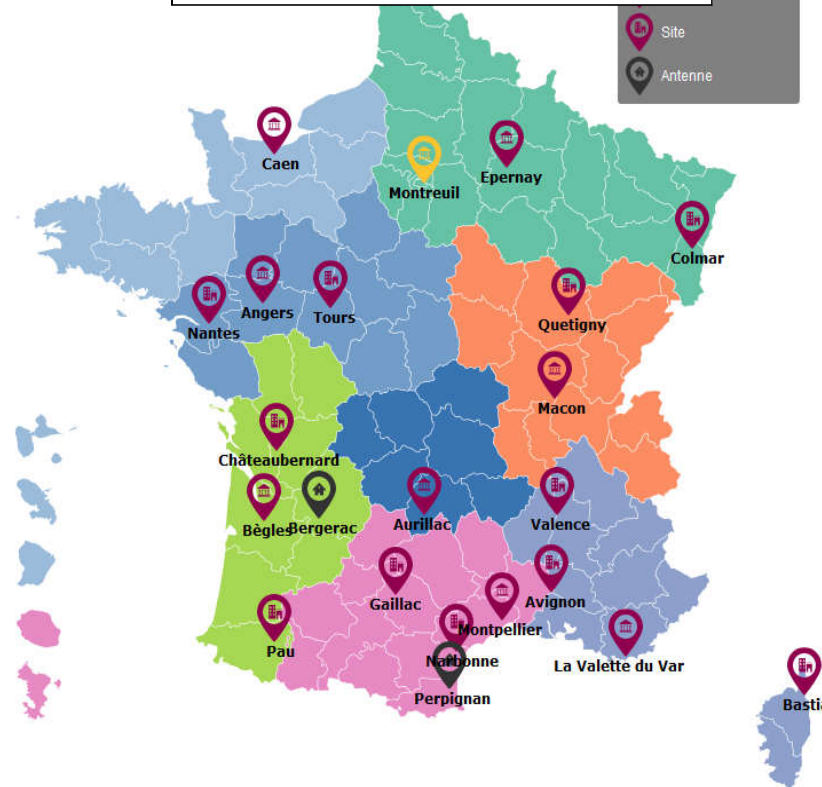 Site
Antenne
Caen
Montreuil
Epernay
Colmar
Nantes
Angers
Tours
Quetigny
Macon
Châteaubernard
Bègles
Bergerac
Aurillac
Valence
Gaillac
Avignon
Montpellier
Pau
Narbonne
La Valette du Var
Perpignan
Bastia